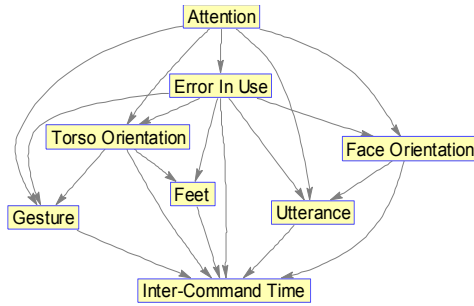 Attention
Error In Use
Torso Orientation
Face Orientation
Feet
Gesture
Utterance
Inter-Command Time